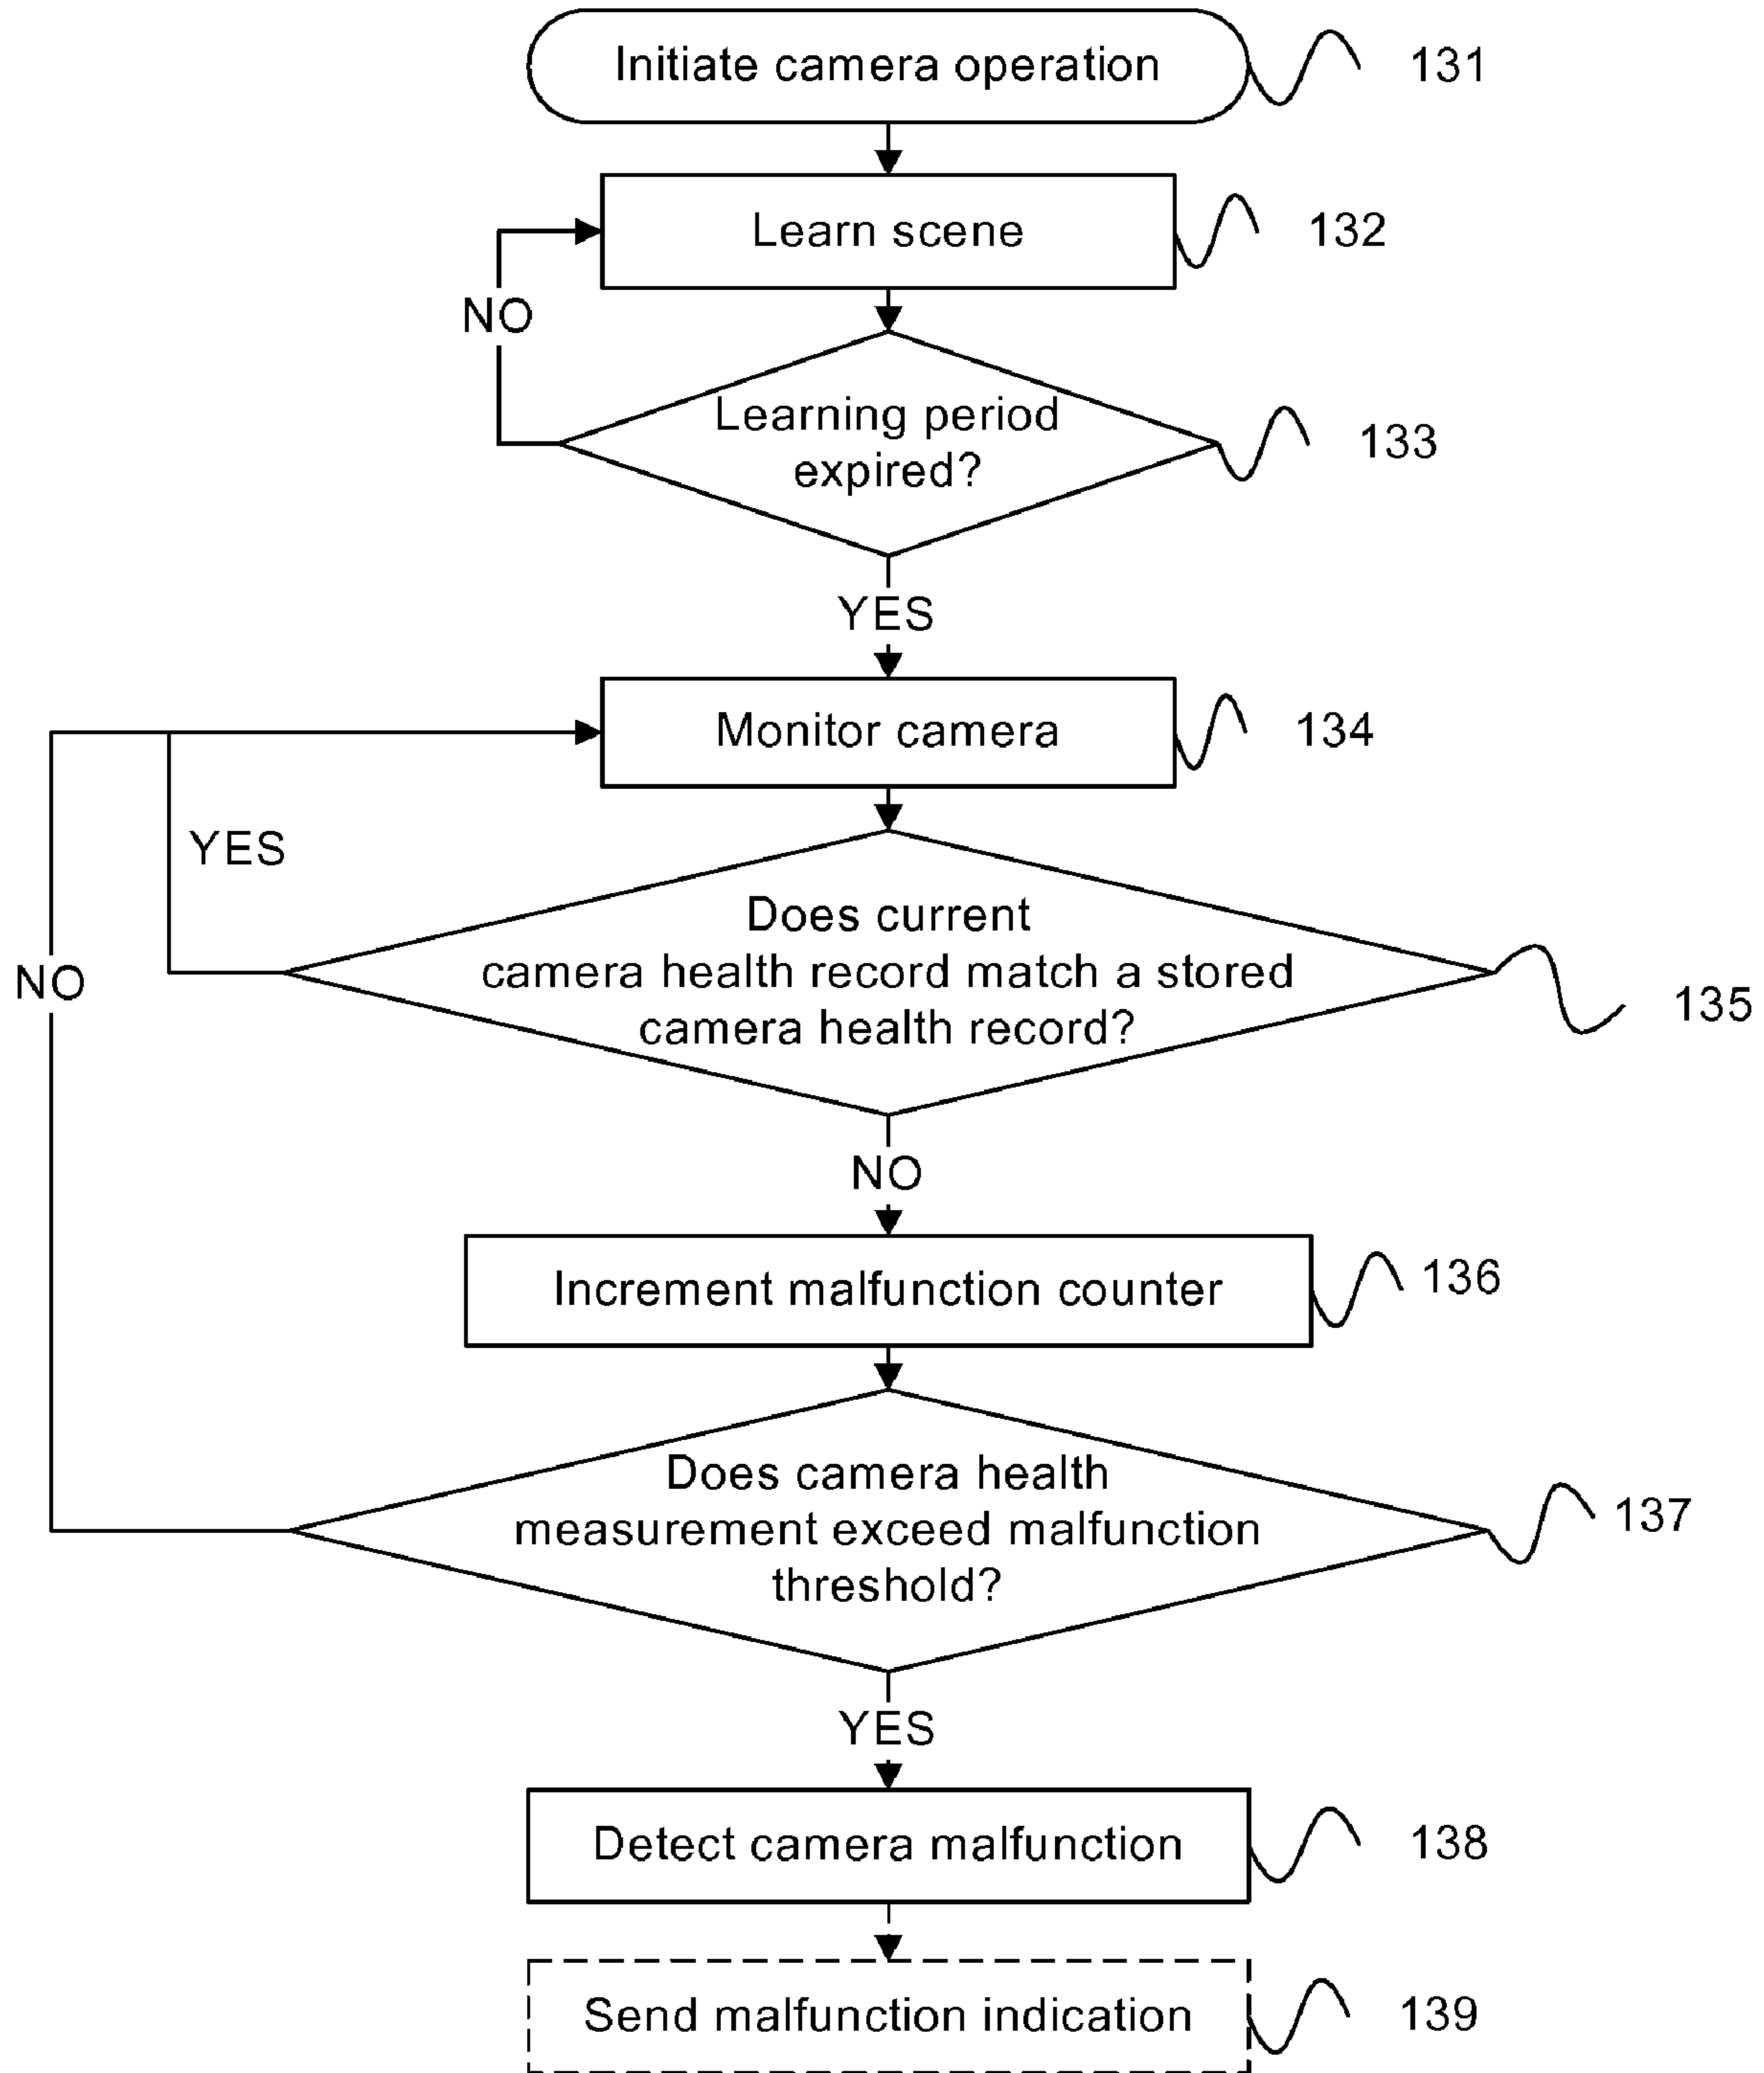 Initiate camera operation
131
Learn scene
132
NO
Learning period
expired?
133
YES
Monitor camera
134
YES
Does current
camera health record match a stored
camera health record?
135
NO
NO
Increment malfunction counter
136
Does camera health
measurement exceed malfunction
threshold?
137
YES
Detect camera malfunction
138
Send malfunction indication
139